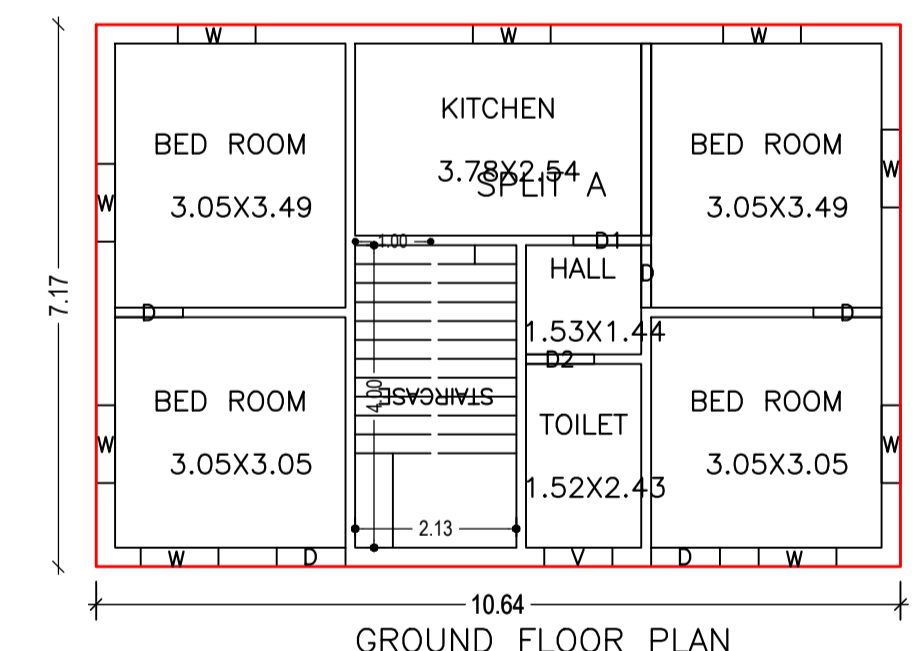 W
W
W
BED ROOM
3.05X3.49
KITCHEN
3.78X2.54
SPLIT A
BED ROOM
3.05X3.49
W
W
1.00
D1
HALL
D
1.53X1.44
7.17
D
D
D2
4.00
STAIRCASE
BED ROOM
3.05X3.05
TOILET
1.52X2.43
BED ROOM
3.05X3.05
W
W
2.13
W
D
V
D
W
10.64
GROUND FLOOR PLAN